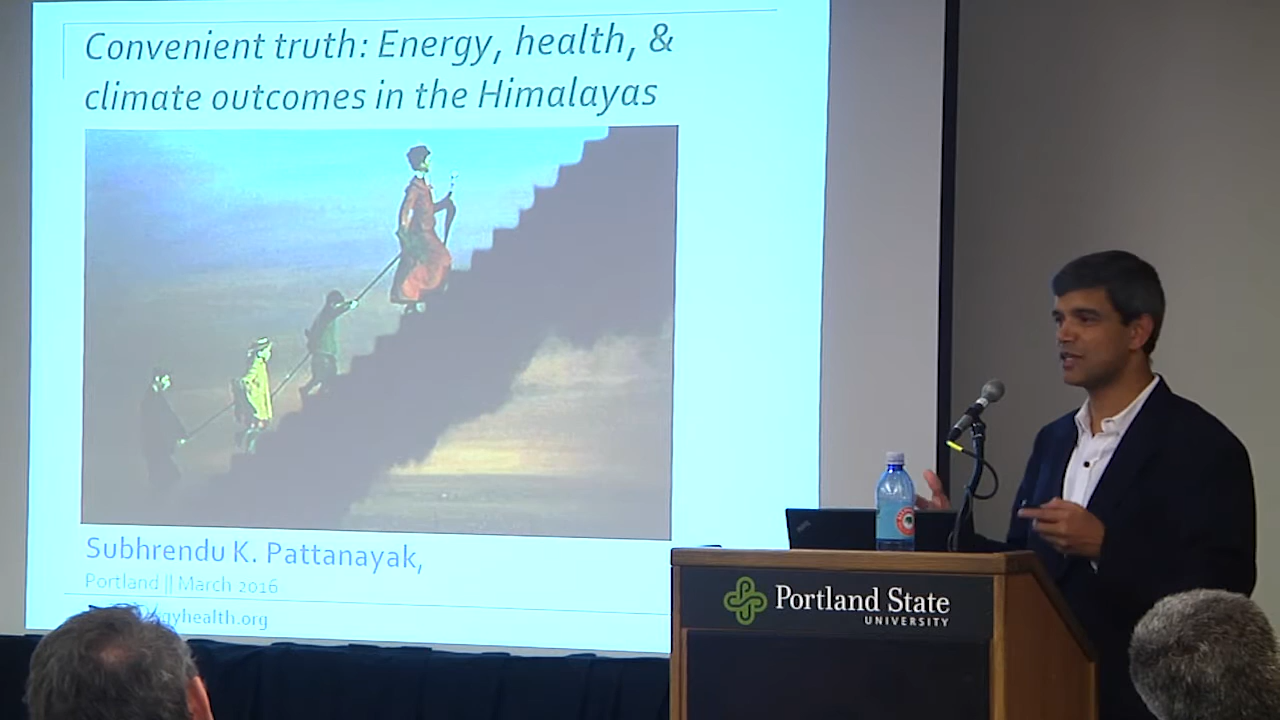 Convenient truth: Energy, health, &
climate outcomes in the Himalayas
Subhrendu K. Pattanayak,
Portland || March 2016
Portland State
UNIVERSITY